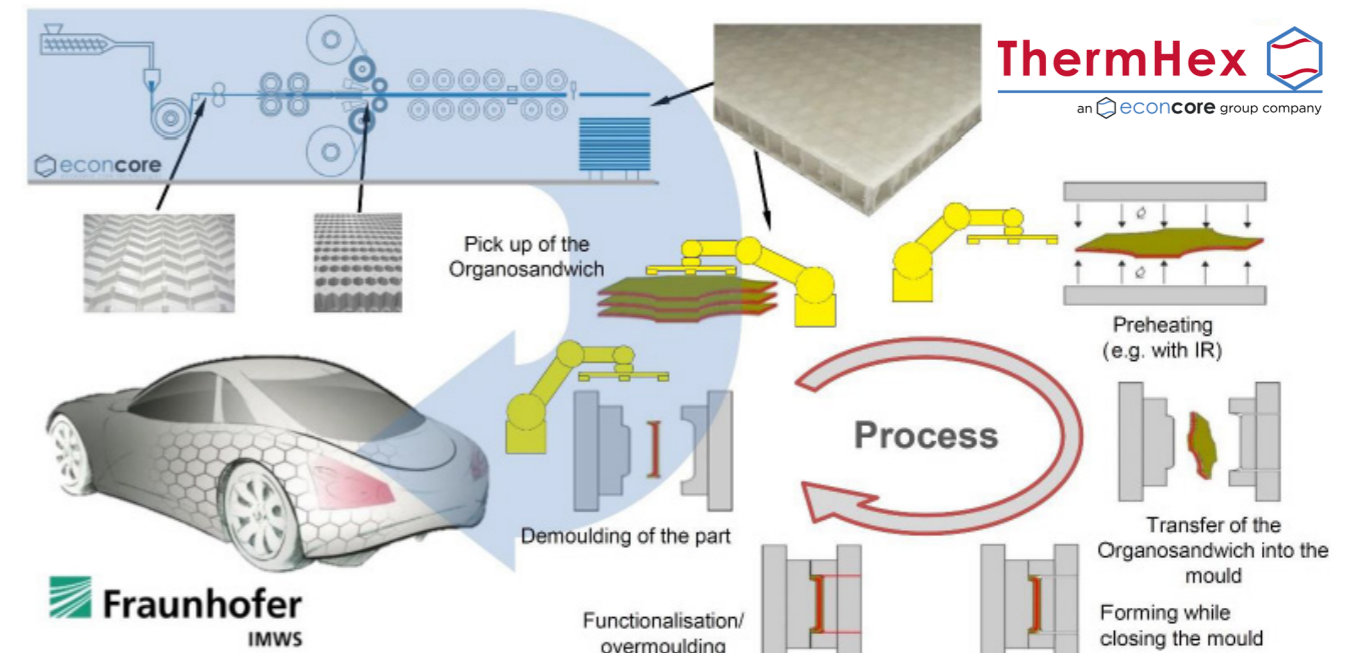 ThermHex
an econcore group company
econcore
Pick up of the
Organosandwich
Q
Q
Preheating
(e.g. with IR)
Process
Transfer of the
Organosandwich into the
mould
Demoulding of the part
Functionalisation/
overmoulding
Forming while
closing the mould
Fraunhofer
IMWS